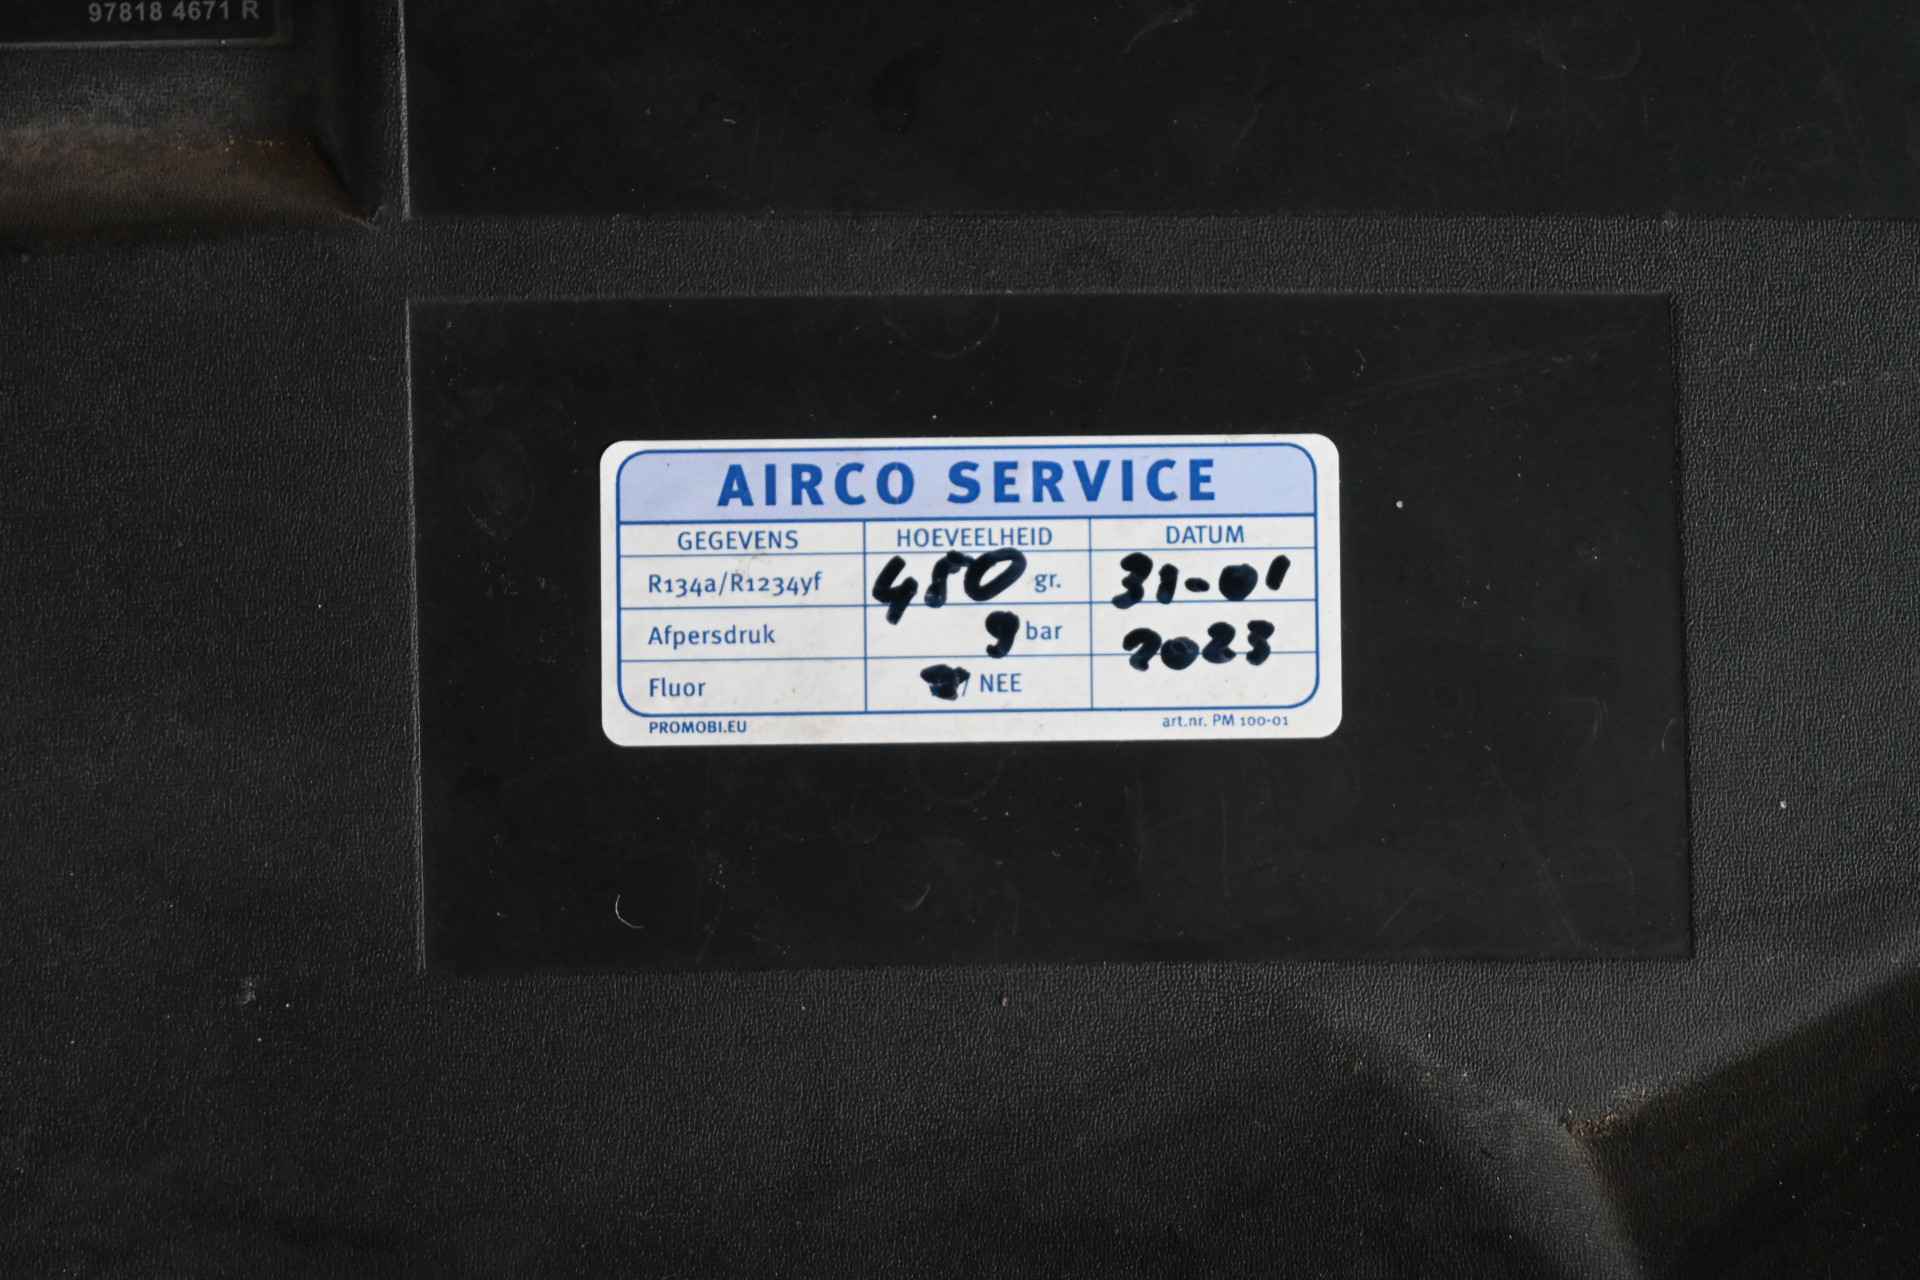 97818 4671 R
AIRCO SERVICE
GEGEVENS HOEVEELHEID DATUM
R134a/R1234yf 450 gr. 31-01
Afpersdruk 9 bar 2023
Fluor / NEE
PROMOBI.EU art.nr. PM 100-01